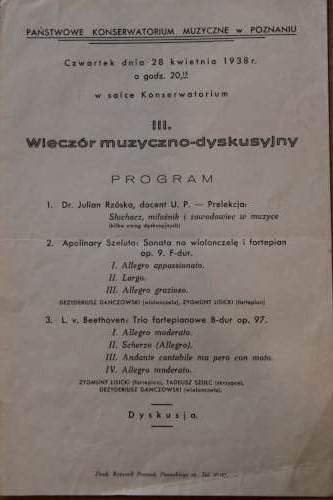 PAŃSTWOWE KONSERWATORIUM MUZYCZNE w POZNANIU
Czwartek dnia 28 kwietnia 1938 r.
o godz. 20,15
w salce Konserwatorium
III.
Wieczór muzyczno-dyskusyjny
PROGRAM
1. Dr. Julian Rzóska, docent U. P. — Prelekcja:
Słuchacz, miłośnik i zawodowiec w muzyce
(kilka uwag dyskusyjnych)
2. Apolinary Szeluto: Sonata na wiolonczelę i fortepian
op. 9. F-dur.
I. Allegro appassionato.
II. Largo.
III. Allegro grazioso.
DEZYDERIUSZ DANCZOWSKI (wiolonczela), ZYGMUNT LISICKI (fortepian)
3. L. v. Beethoven: Trio fortepianowe B-dur op. 97.
I. Allegro moderato.
II. Scherzo (Allegro).
III. Andante cantabile ma pero con moto.
IV. Allegro moderato.
ZYGMUNT LISICKI (fortepian), TADEUSZ SZULC (skrzypce),
DEZYDERIUSZ DANCZOWSKI (wiolonczela).
Dyskusja.
Druk. Poznań,